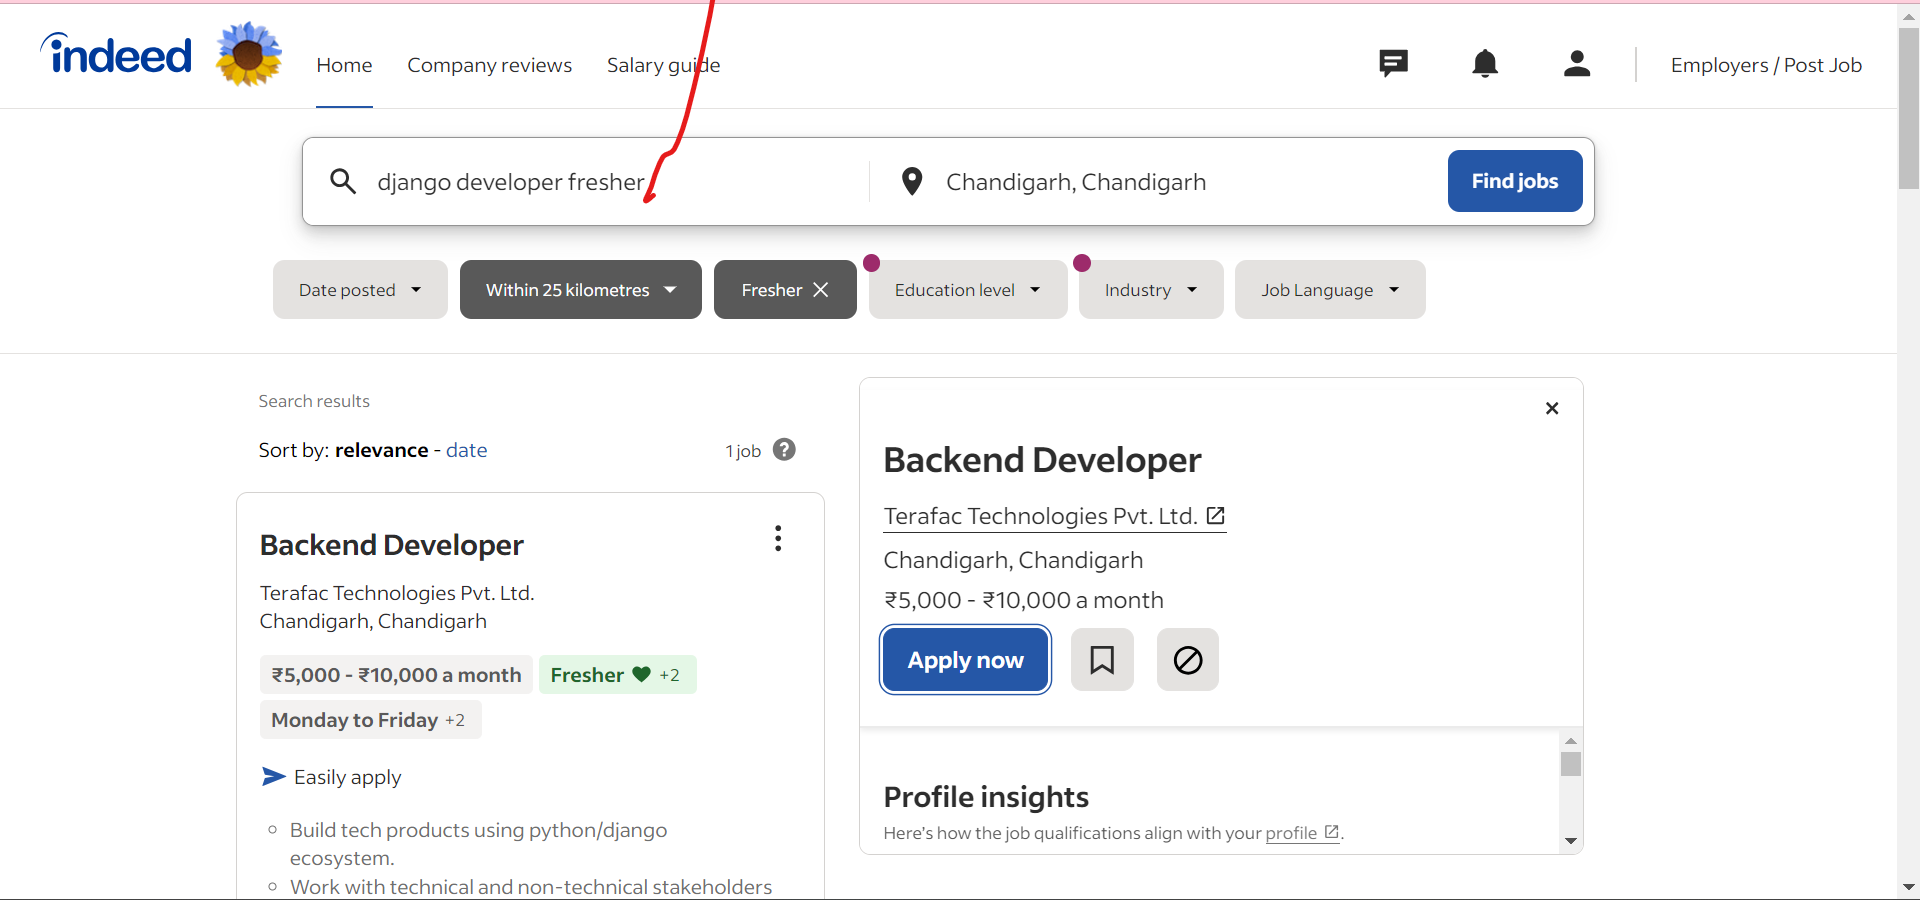 indeed
Home Company reviews Salary guide Employers / Post Job
django developer fresher Chandigarh, Chandigarh Find jobs
Date posted Within 25 kilometres Fresher Education level Industry Job Language
Search results
Sort by: relevance - date 1 job
Backend Developer
Terafac Technologies Pvt. Ltd.
Chandigarh, Chandigarh
₹5,000 - ₹10,000 a month Fresher +2
Monday to Friday +2
Easily apply
Build tech products using python/django
ecosystem.
Work with technical and non-technical stakeholders
Backend Developer
Terafac Technologies Pvt. Ltd.
Chandigarh, Chandigarh
₹5,000 - ₹10,000 a month
Apply now
Profile insights
Here's how the job qualifications align with your profile.